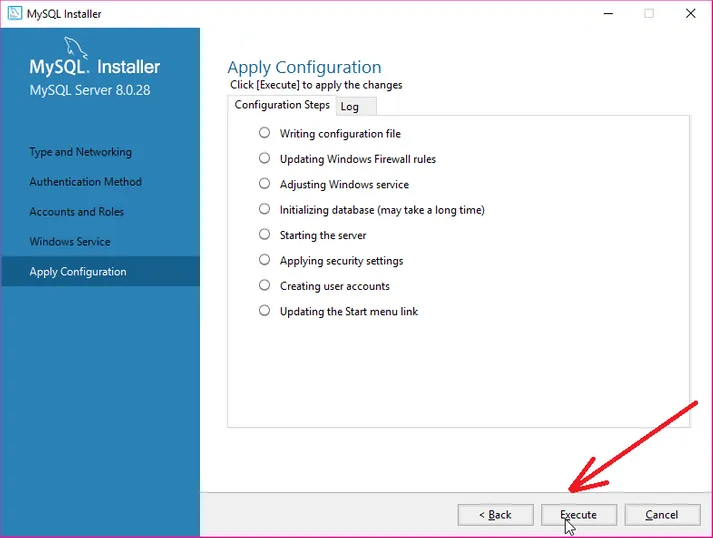 MySQL Installer
MySQL. Installer
MySQL Server 8.0.28
Type and Networking
Authentication Method
Accounts and Roles
Windows Service
Apply Configuration
Apply Configuration
Click [Execute] to apply the changes
Configuration Steps
Log
Writing configuration file
Updating Windows Firewall rules
Adjusting Windows service
Initializing database (may take a long time)
Starting the server
Applying security settings
Creating user accounts
Updating the Start menu link
< Back
Execute
Cancel